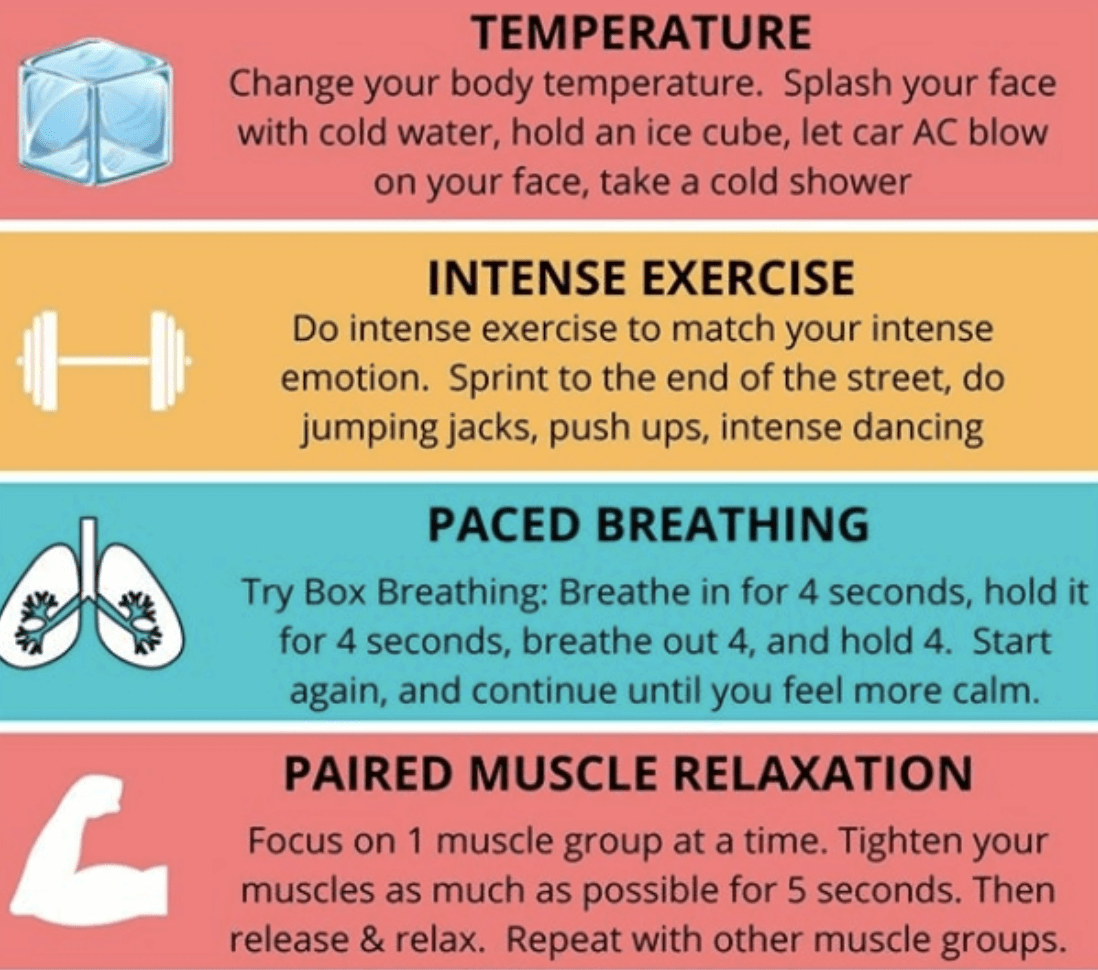 TEMPERATURE
Change your body temperature.  Splash your face
with cold water, hold an ice cube, let car AC blow
on your face, take a cold shower
INTENSE EXERCISE
Do intense exercise to match your intense
emotion.  Sprint to the end of the street, do
jumping jacks, push ups, intense dancing
PACED BREATHING
Try Box Breathing: Breathe in for 4 seconds, hold it
for 4 seconds, breathe out 4, and hold 4.  Start
again, and continue until you feel more calm.
PAIRED MUSCLE RELAXATION
Focus on 1 muscle group at a time. Tighten your
muscles as much as possible for 5 seconds. Then
release & relax.  Repeat with other muscle groups.